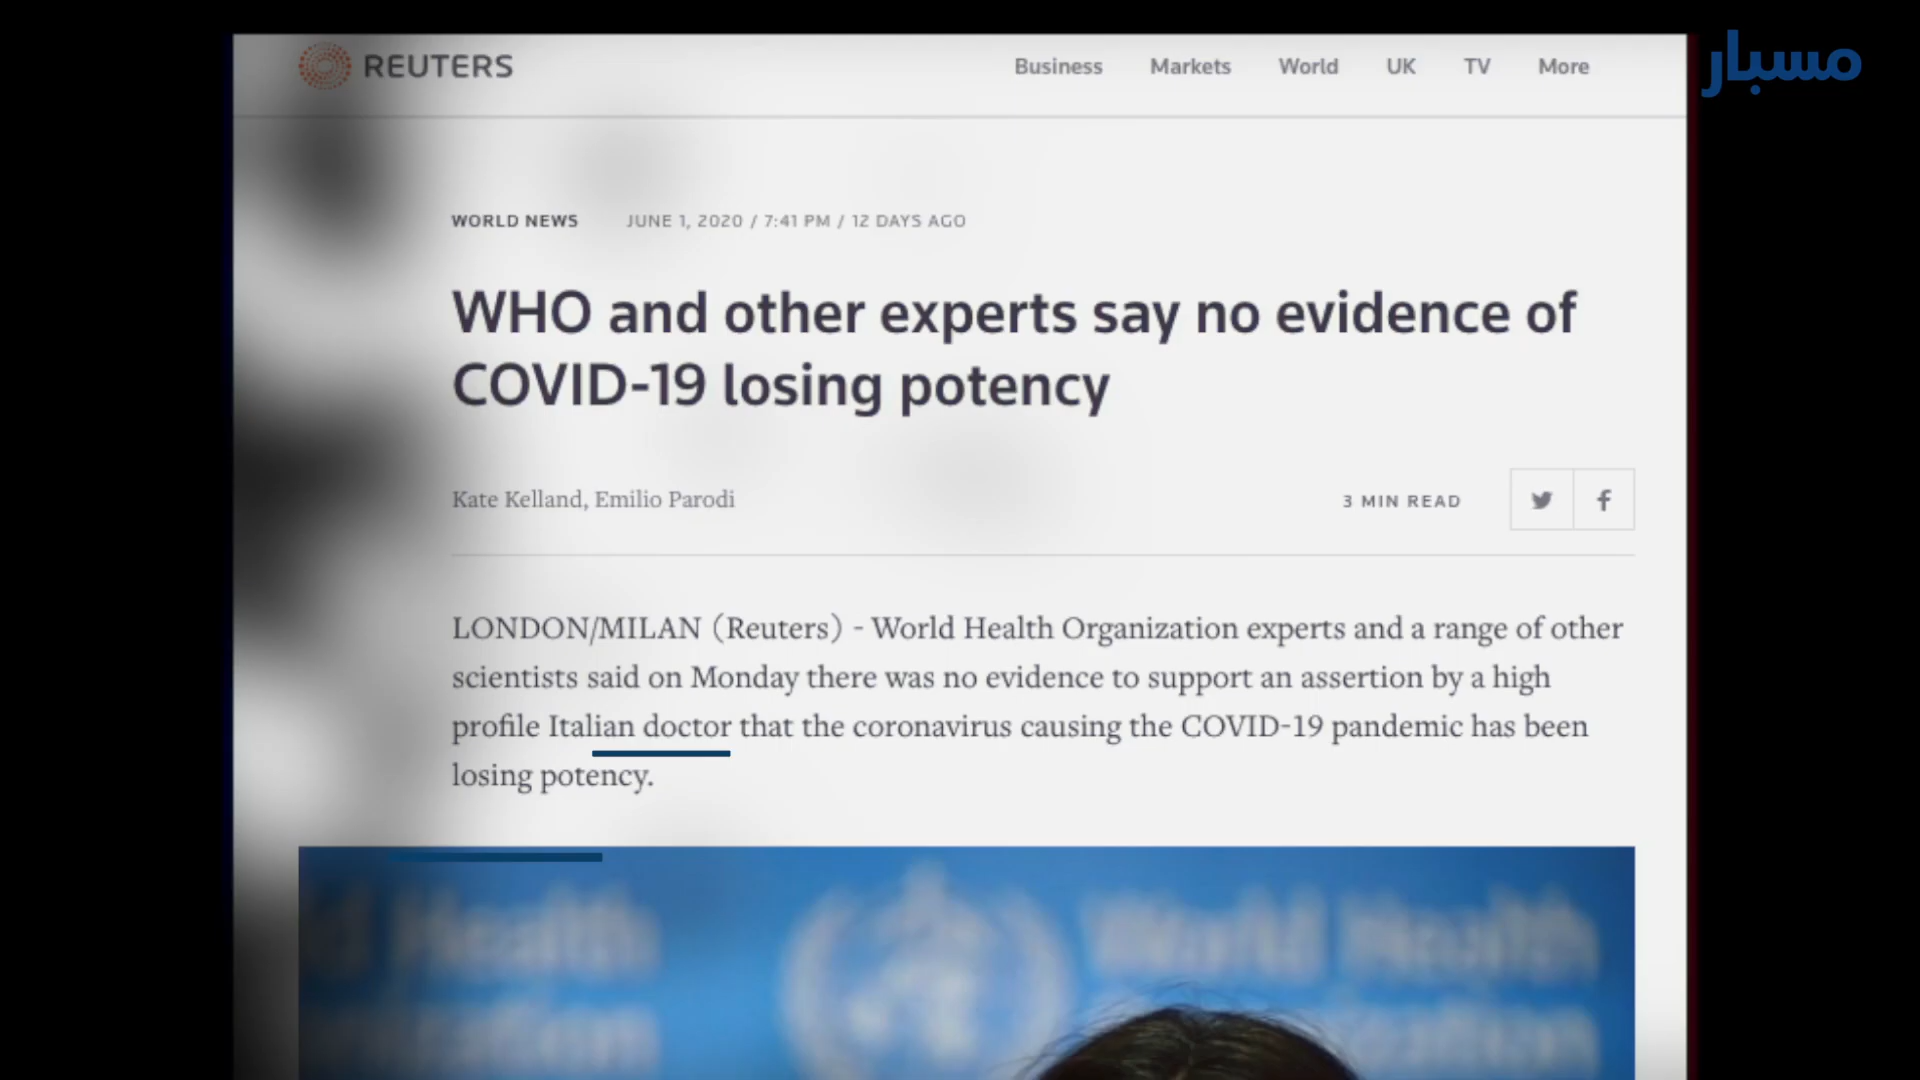 REUTERS
Business Markets World UK TV More
مسبار
WORLD NEWS JUNE 1, 2020 / 7:41 PM / 12 DAYS AGO
WHO and other experts say no evidence of
COVID-19 losing potency
Kate Kelland, Emilio Parodi
3 MIN READ
LONDON/MILAN (Reuters) - World Health Organization experts and a range of other
scientists said on Monday there was no evidence to support an assertion by a high
profile Italian doctor that the coronavirus causing the COVID-19 pandemic has been
losing potency.
World Health